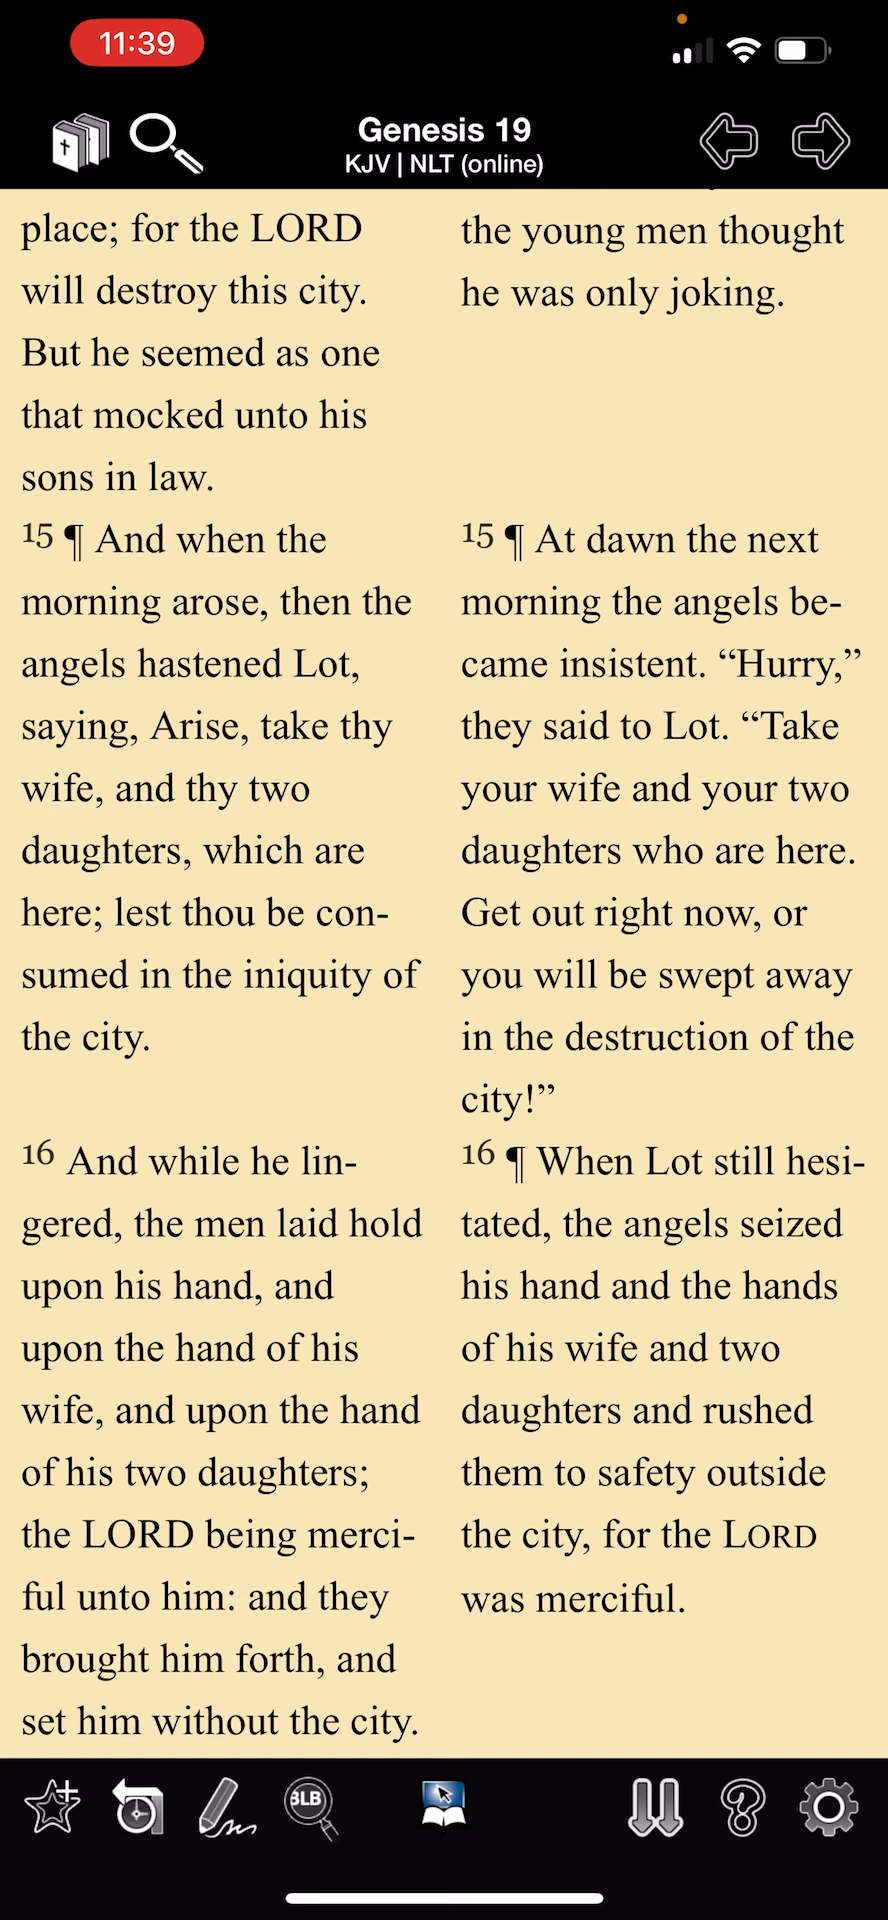 11:39
Genesis 19
KJV | NLT (online)
place; for the LORD
will destroy this city.
But he seemed as one
that mocked unto his
sons in law.
15 ¶ And when the
morning arose, then the
angels hastened Lot,
saying, Arise, take thy
wife, and thy two
daughters, which are
here; lest thou be con-
sumed in the iniquity of
the city.
16 And while he lin-
gered, the men laid hold
upon his hand, and
upon the hand of his
wife, and upon the hand
of his two daughters;
the LORD being merci-
ful unto him: and they
brought him forth, and
set him without the city.
the young men thought
he was only joking.
15 ¶ At dawn the next
morning the angels be-
came insistent. “Hurry,”
they said to Lot. “Take
your wife and your two
daughters who are here.
Get out right now, or
you will be swept away
in the destruction of the
city!”
16 ¶ When Lot still hesi-
tated, the angels seized
his hand and the hands
of his wife and two
daughters and rushed
them to safety outside
the city, for the LORD
was merciful.
BLB